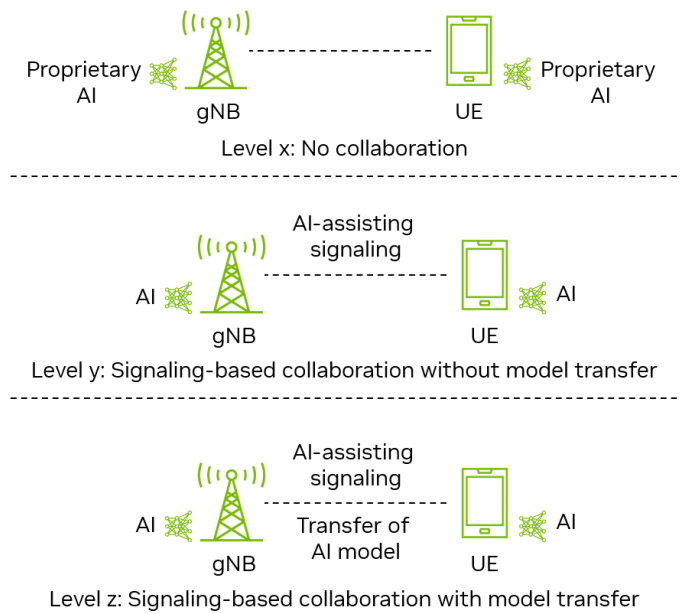 Proprietary
AI
gNB
UE
Proprietary
AI
Level x: No collaboration
AI-assisting
signaling
AI
gNB
UE
AI
Level y: Signaling-based collaboration without model transfer
AI-assisting
signaling
AI
Transfer of
AI model
gNB
UE
AI
Level z: Signaling-based collaboration with model transfer